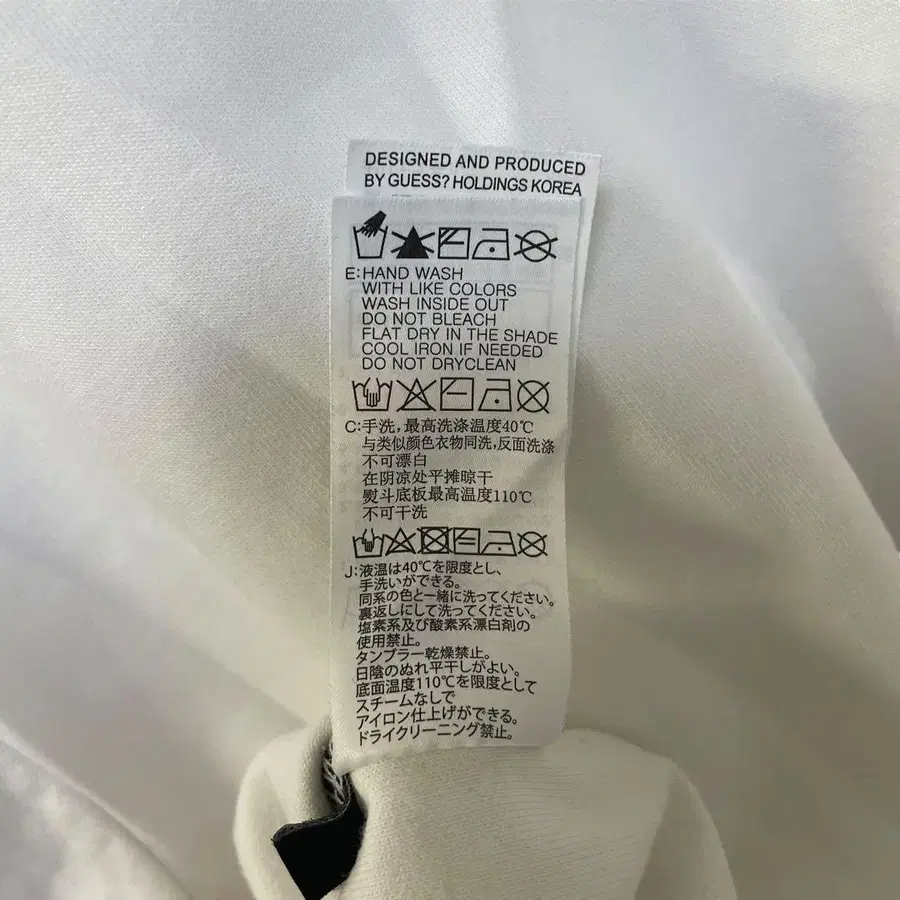 DESIGNED AND PRODUCED
BY GUESS? HOLDINGS KOREA
E: HAND WASH
WITH LIKE COLORS
WASH INSIDE OUT
DO NOT BLEACH
FLAT DRY IN THE SHADE
COOL IRON IF NEEDED
DO NOT DRYCLEAN
C: 手洗,最高洗涤温度40℃
与类似颜色衣物同洗,反面洗涤
不可漂白
在阴凉处平摊晾干
熨斗底板最高温度110℃
不可干洗
J: 液温は40℃を限度とし、
手洗いができる。
同系の色と一緒に洗ってください。
裏返しにして洗ってください。
塩素系及び酸素系漂白剤の
使用禁止。
タンブラー乾燥禁止。
日陰のぬれ平干しがよい。
底面温度110℃を限度として
スチームなしで
アイロン仕上げができる。
ドライクリーニング禁止。